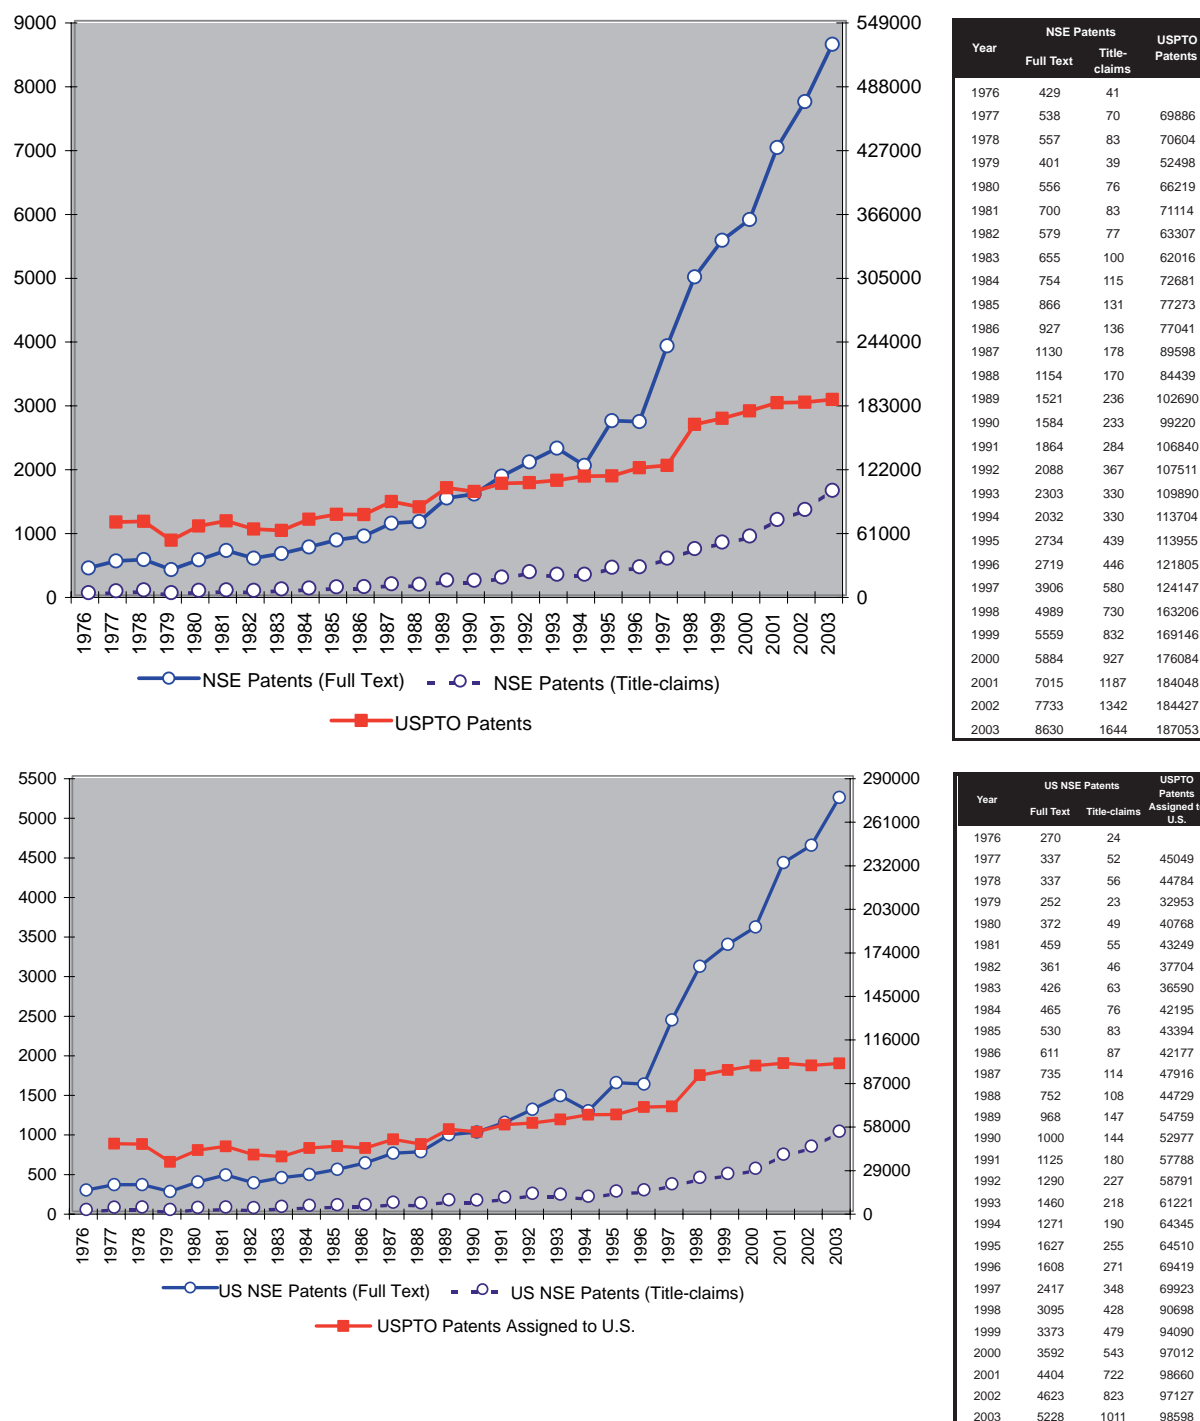 9000
8000
7000
6000
5000
4000
3000
2000
1000
0
549000
488000
427000
366000
305000
244000
183000
122000
61000
0
1976 1977 1978 1979 1980 1981 1982 1983 1984 1985 1986 1987 1988 1989 1990 1991 1992 1993 1994 1995 1996 1997 1998 1999 2000 2001 2002 2003
NSE Patents (Full Text) NSE Patents (Title-claims)
USPTO Patents
Year NSE Patents USPTO Patents
Full Text Title-claims
1976 429 41
1977 538 70 69886
1978 557 83 70604
1979 401 39 52498
1980 556 76 66219
1981 700 83 71114
1982 579 77 63307
1983 655 100 62016
1984 754 115 72681
1985 866 131 77273
1986 927 136 77041
1987 1130 178 89598
1988 1154 170 84439
1989 1521 236 102690
1990 1584 233 99220
1991 1864 284 106840
1992 2088 367 107511
1993 2303 330 109890
1994 2032 330 113704
1995 2734 439 113955
1996 2719 446 121805
1997 3906 580 124147
1998 4989 730 163206
1999 5559 832 169146
2000 5884 927 176084
2001 7015 1187 184048
2002 7733 1342 184427
2003 8630 1644 187053
5500
5000
4500
4000
3500
3000
2500
2000
1500
1000
500
0
290000
261000
232000
203000
174000
145000
116000
87000
58000
29000
0
1976 1977 1978 1979 1980 1981 1982 1983 1984 1985 1986 1987 1988 1989 1990 1991 1992 1993 1994 1995 1996 1997 1998 1999 2000 2001 2002 2003
US NSE Patents (Full Text) US NSE Patents (Title-claims)
USPTO Patents Assigned to U.S.
Year US NSE Patents USPTO Patents Assigned t U.S.
Full Text Title-claims
1976 270 24
1977 337 52 45049
1978 337 56 44784
1979 252 23 32953
1980 372 49 40768
1981 459 55 43249
1982 361 46 37704
1983 426 63 36590
1984 465 76 42195
1985 530 83 43394
1986 611 87 42177
1987 735 114 47916
1988 752 108 44729
1989 968 147 54759
1990 1000 144 52977
1991 1125 180 57788
1992 1290 227 58791
1993 1460 218 61221
1994 1271 190 64345
1995 1627 255 64510
1996 1608 271 69419
1997 2417 348 69923
1998 3095 428 90698
1999 3373 479 94090
2000 3592 543 97012
2001 4404 722 98660
2002 4623 823 97127
2003 5228 1011 98598